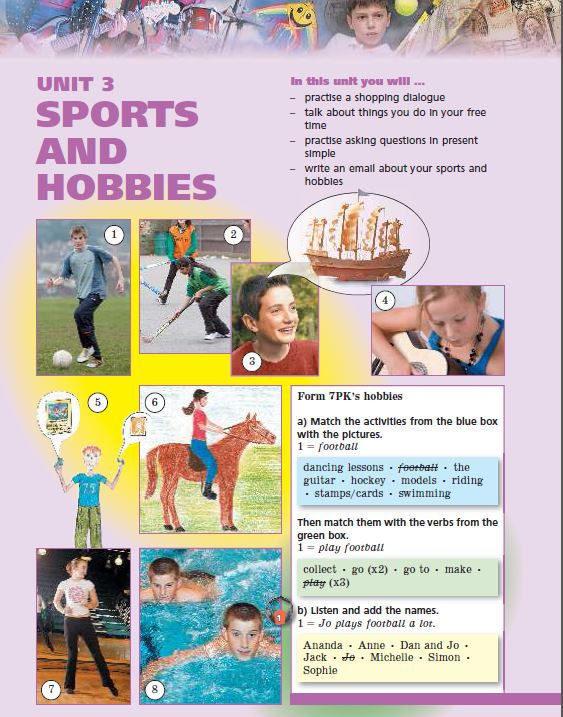 UNIT 3
SPORTS
AND
HOBBIES
In this unit you will ...
– practise a shopping dialogue
– talk about things you do in your free
time
– practise asking questions in present
simple
– write an email about your sports and
hobbies
1
2
3
4
5
6
7
8
Form 7PK's hobbies
a) Match the activities from the blue box
with the pictures.
1 = football
dancing lessons • football • the
guitar • hockey • models • riding
• stamps/cards • swimming
Then match them with the verbs from the
green box.
1 = play football
collect • go (x2) • go to • make •
play (x3)
1
b) Listen and add the names.
1 = Jo plays football a lot.
Ananda • Anne • Dan and Jo •
Jack • Jo • Michelle • Simon •
Sophie